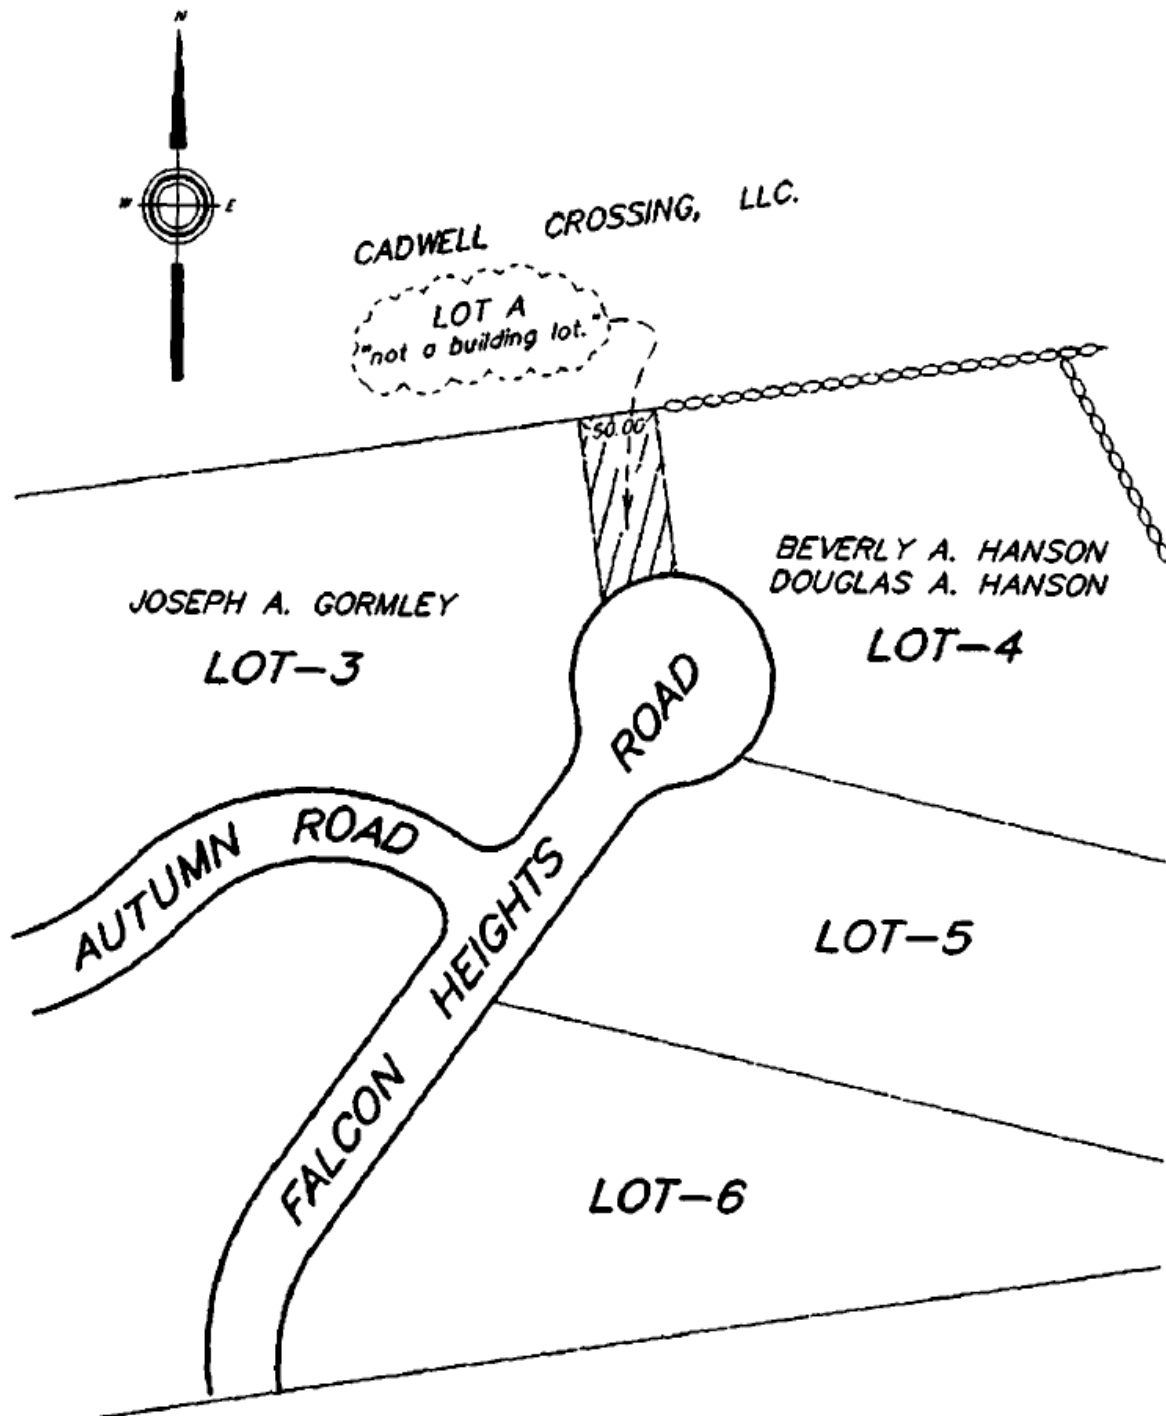 N
W E
CADWELL CROSSING, LLC.
LOT A
"not a building lot."
50.00
BEVERLY A. HANSON
DOUGLAS A. HANSON
LOT-4
JOSEPH A. GORMLEY
LOT-3
AUTUMN ROAD
FALCON HEIGHTS ROAD
LOT-5
LOT-6